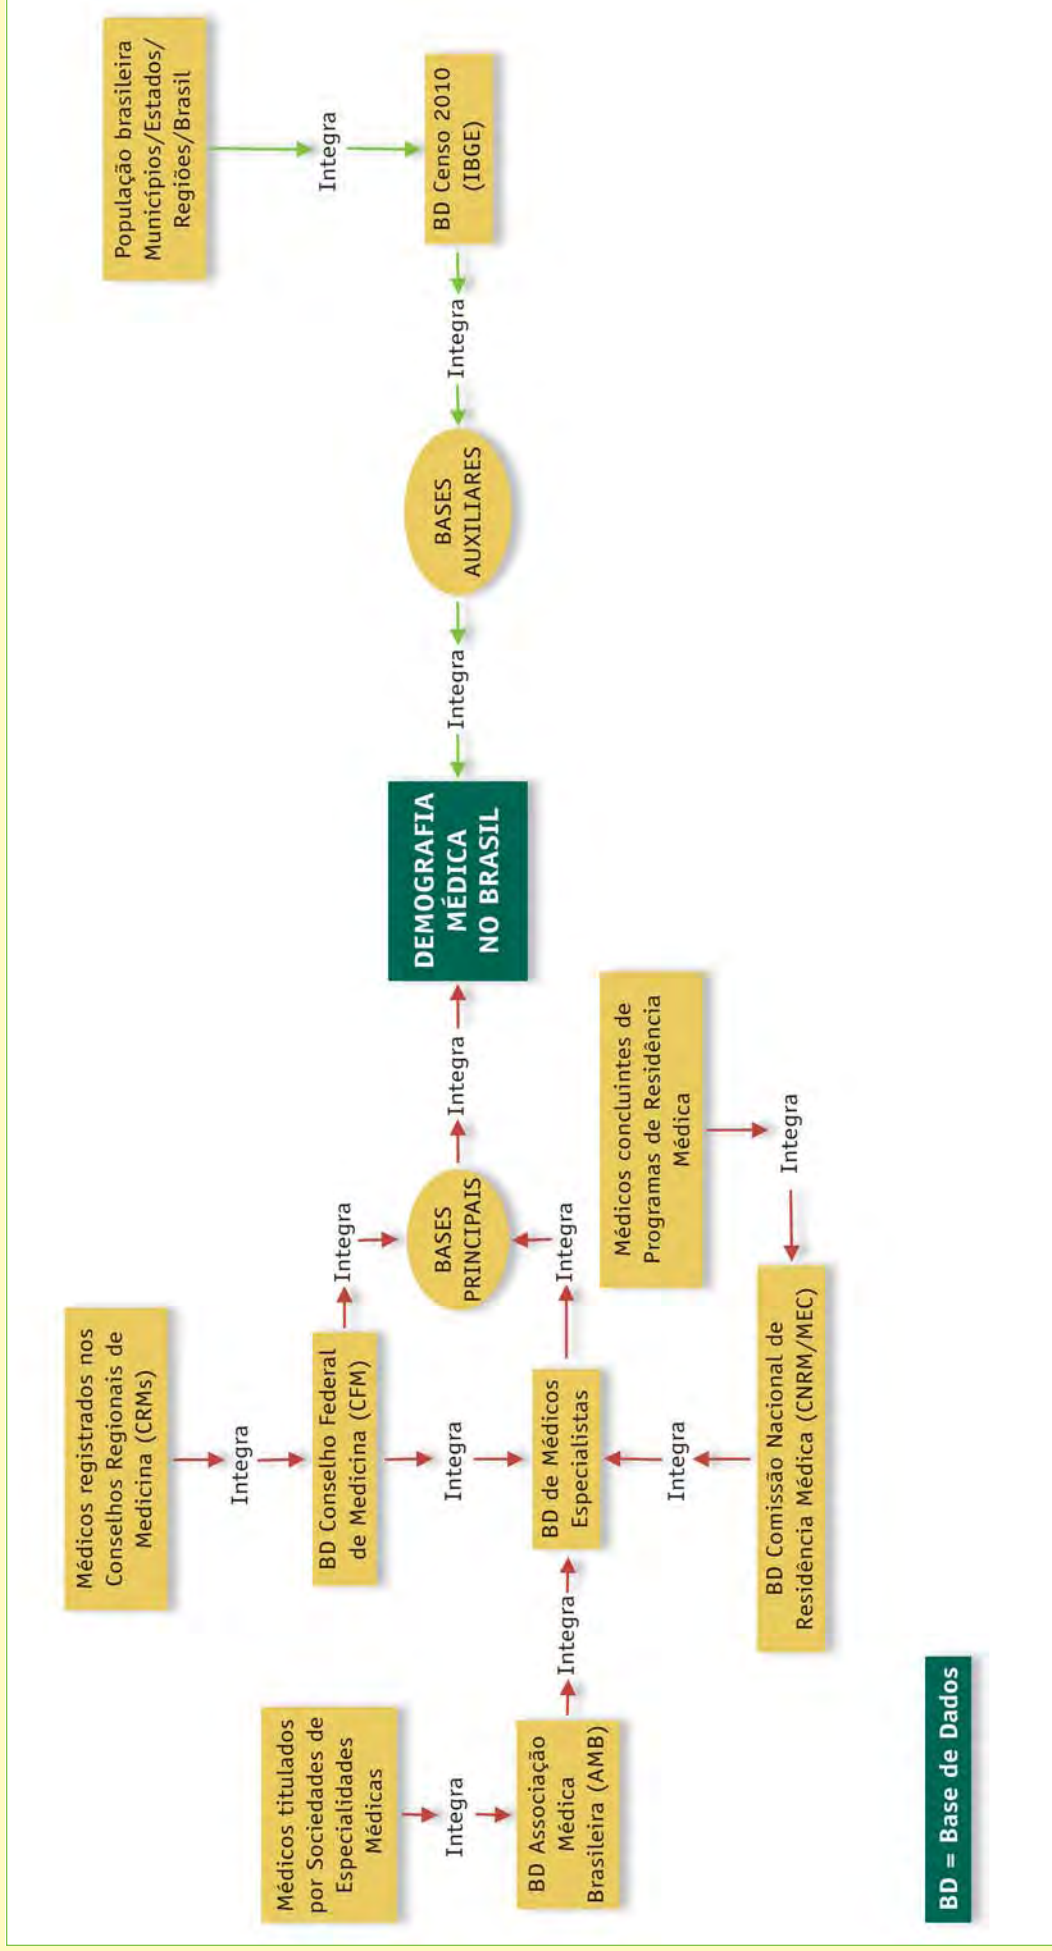 Médicos titulados
por Sociedades de
Especialidades
Médicas
Integra
BD Associação
Médica
Brasileira (AMB)
Integra
Médicos registrados nos
Conselhos Regionais de
Medicina (CRMs)
Integra
BD Conselho Federal
de Medicina (CFM)
Integra
BD de Médicos
Especialistas
Integra
BD Comissão Nacional de
Residência Médica (CNRM/MEC)
Integra
Médicos concluintes de
Programas de Residência
Médica
Integra
Integra
BASES
PRINCIPAIS
Integra
DEMOGRAFIA
MÉDICA
NO BRASIL
Integra
BASES
AUXILIARES
Integra
População brasileira
Municípios/Estados/
Regiões/Brasil
Integra
BD Censo 2010
(IBGE)
BD = Base de Dados